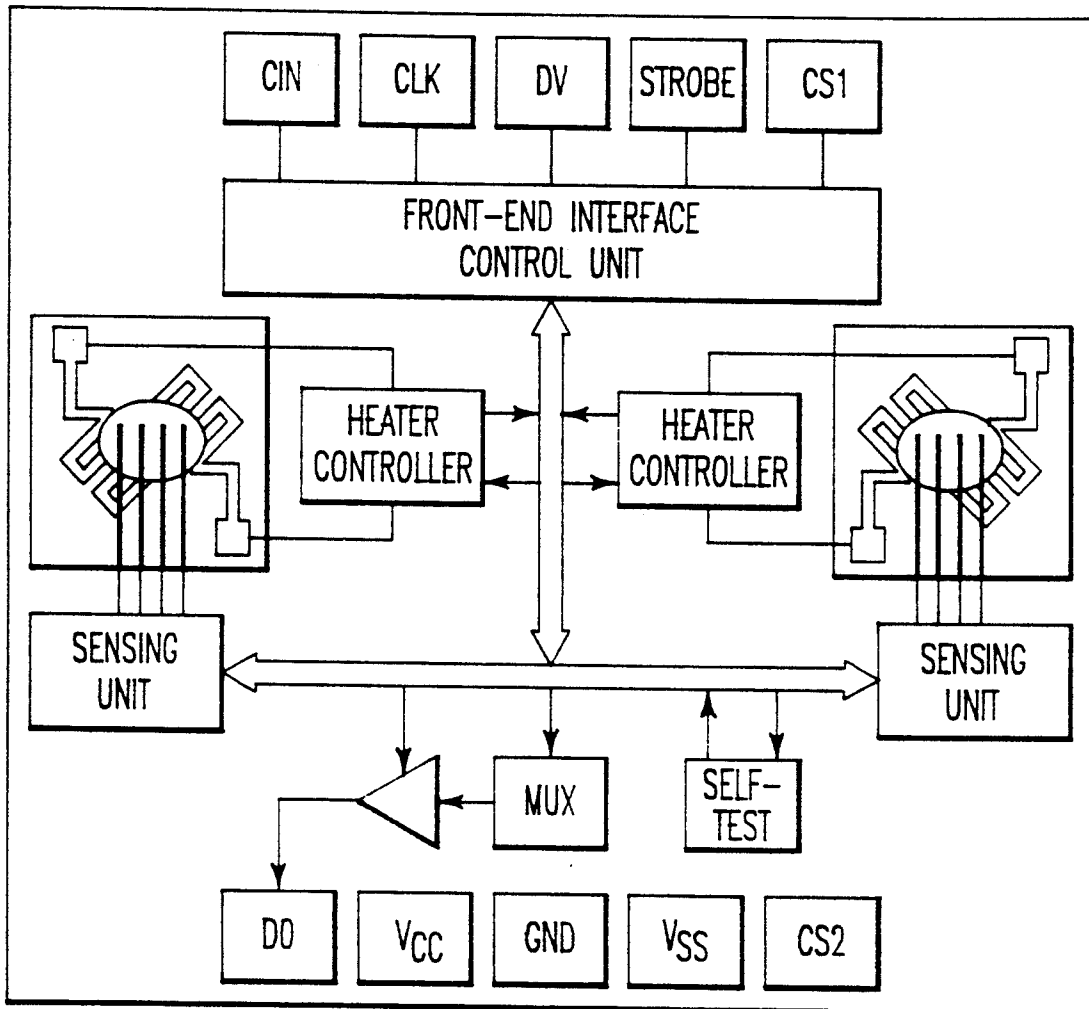 CIN
CLK
DV
STROBE
CS1
FRONT-END INTERFACE
CONTROL UNIT
HEATER
CONTROLLER
HEATER
CONTROLLER
SENSING
UNIT
SENSING
UNIT
MUX
SELF-
TEST
DO
VCC
GND
VSS
CS2